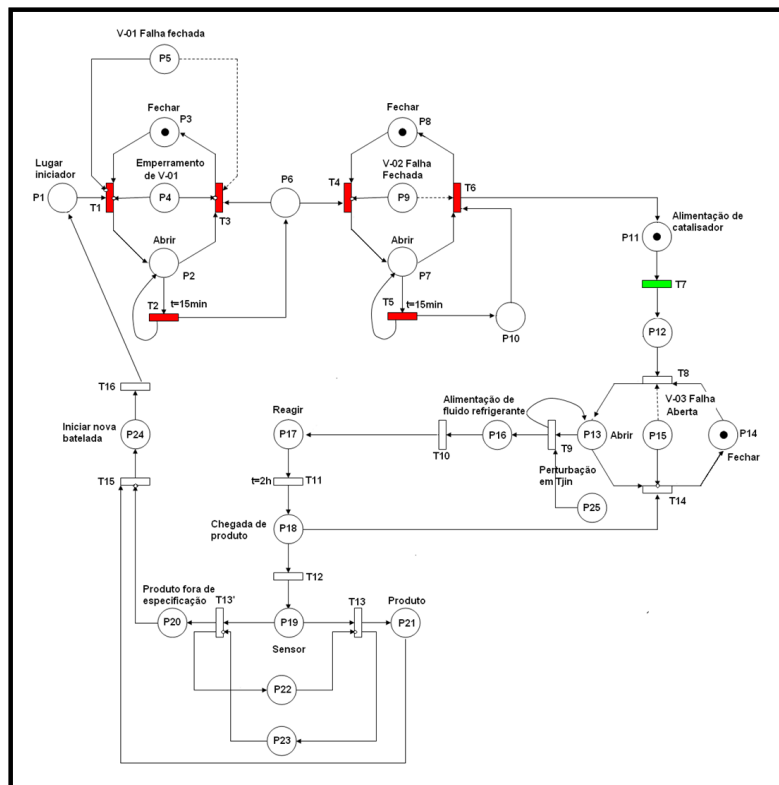 V-01 Falha fechada
P5
Fechar
P3
Fechar
P8
Lugar
iniciador
P1
Emperramento
de V-01
P4
T1
T3
P6
T4
V-02 Falha
Fechada
P9
T6
Alimentação de
catalisador
P11
Abrir
P2
T2
t=15min
Abrir
P7
T5
t=15min
P10
T7
P12
T16
T8
Iniciar nova
batelada
P24
T15
Reagir
P17
Alimentação de
fluido refrigerante
T10
P16
T9
P13
Abrir
V-03 Falha
Aberta
P15
P14
Fechar
Perturbação
em Tjin
P25
T14
t=2h
T11
Chegada de
produto
P18
T12
Produto fora de
especificação
P20
T13'
P19
Sensor
T13
Produto
P21
P22
P23